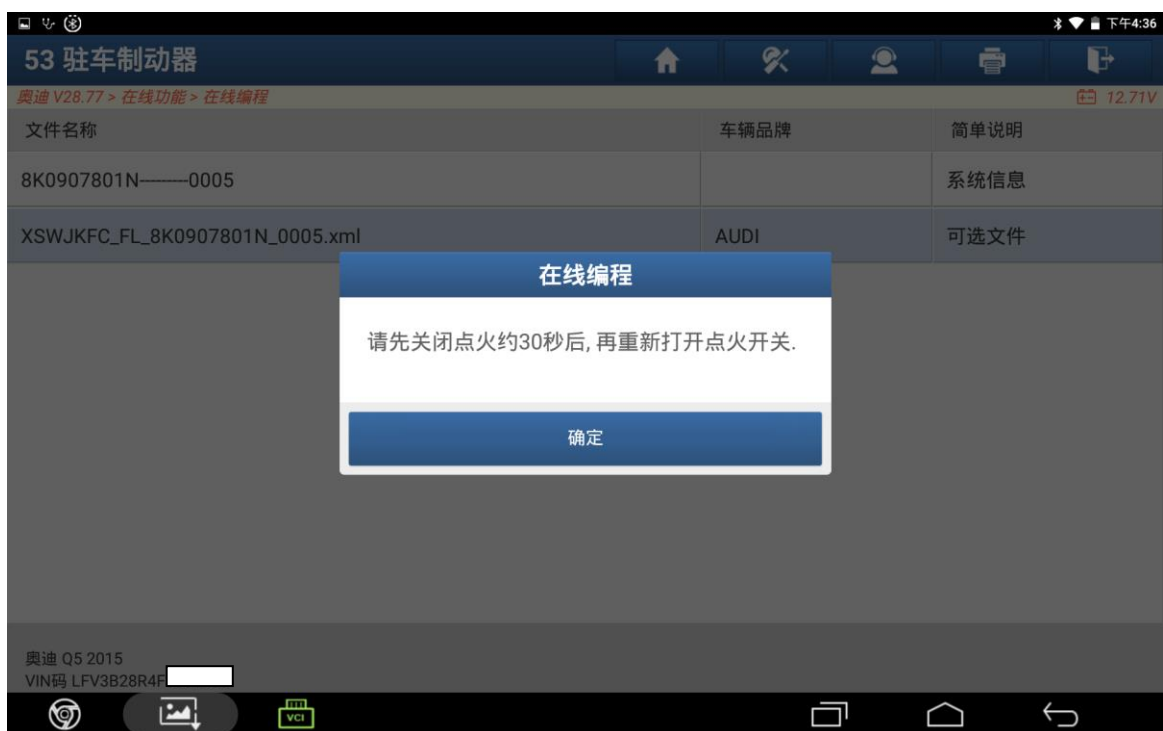 下午4:36
53 驻车制动器
奥迪 V28.77 > 在线功能 > 在线编程
12.71V
文件名称 车辆品牌 简单说明
8K0907801N---------0005 系统信息
XSWJKFC_FL_8K0907801N_0005.xml AUDI 可选文件
在线编程
请先关闭点火约30秒后, 再重新打开点火开关.
确定
奥迪 Q5 2015
VIN码 LFV3B28R4F
VCI